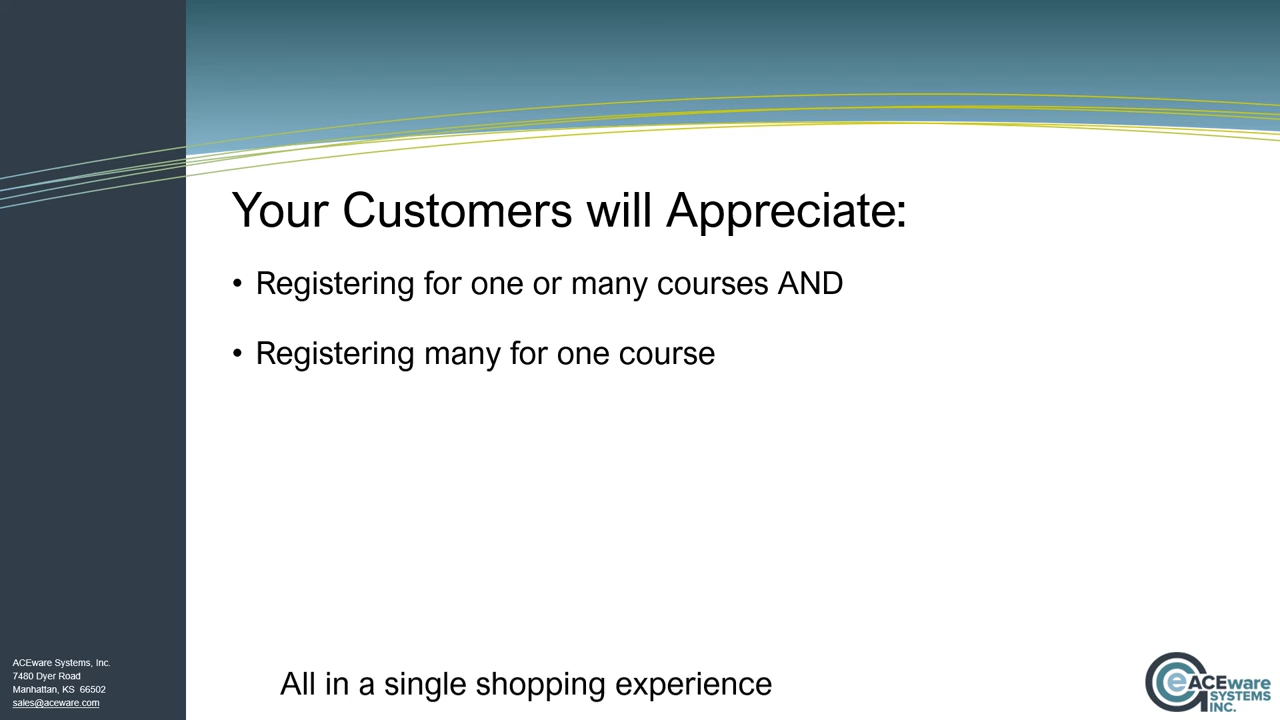 Your Customers will Appreciate:
• Registering for one or many courses AND
• Registering many for one course
All in a single shopping experience
ACEware Systems, Inc.
7480 Dyer Road
Manhattan, KS 66502
sales@aceware.com
e ACEware
SYSTEMS
INC.